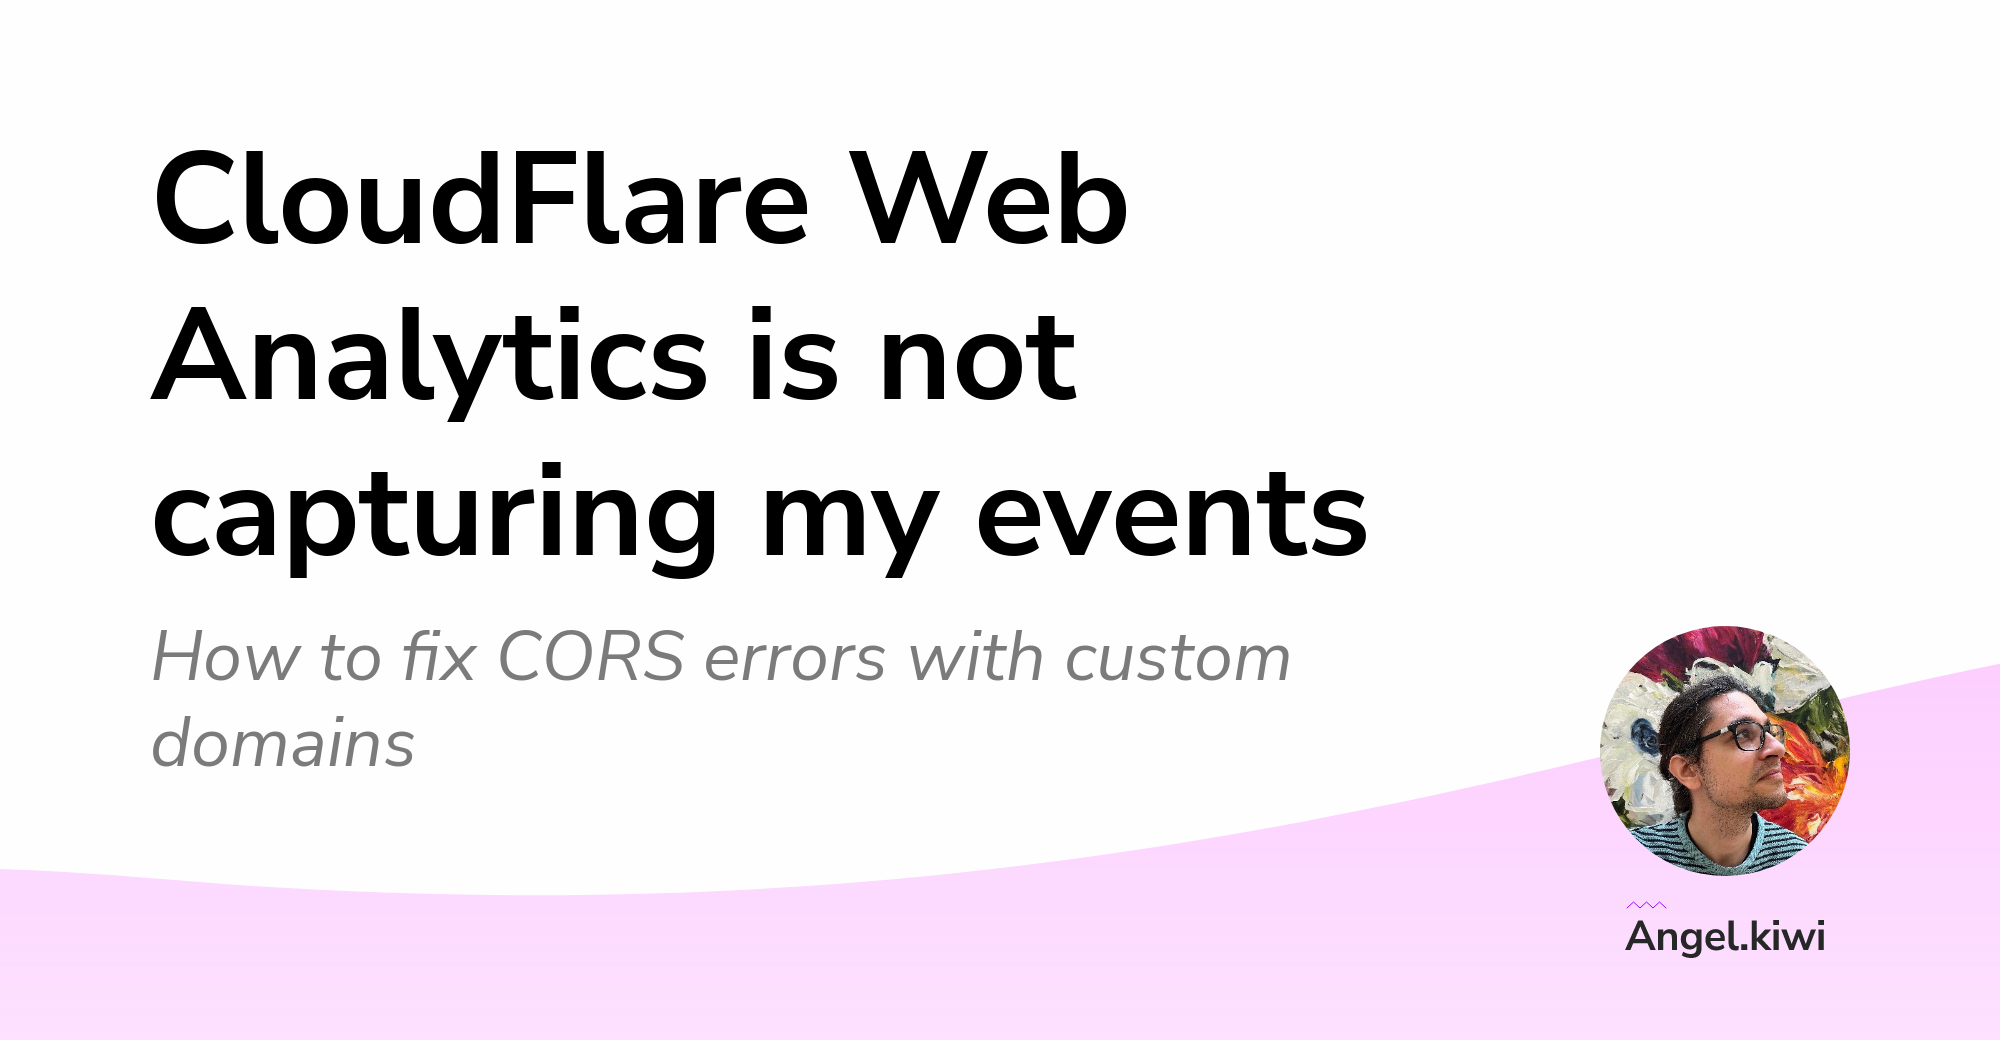 CloudFlare Web
Analytics is not
capturing my events
How to fix CORS errors with custom
domains
Angel.kiwi